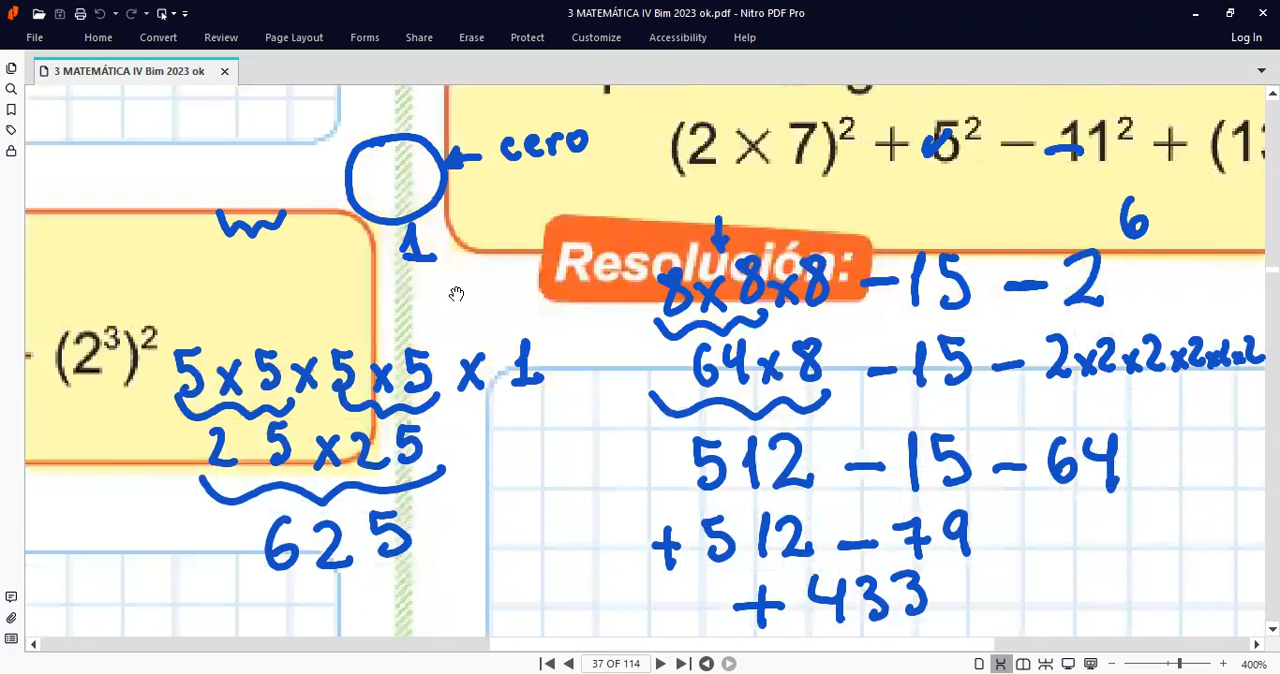 3 MATEMÁTICA IV Bim 2023 ok.pdf - Nitro PDF Pro
File Home Convert Review Page Layout Forms Share Erase Protect Customize Accessibility Help Log In
3 MATEMÁTICA IV Bim 2023 ok
cero
(2 × 7)² + 5² − 11² + (13
1
6
Resolución:
8x8x8 - 15 - 2
(2³)²
5x5x5x5x1
64x8 - 15 - 2x2x2x2x2x2
25x25
512 - 15 - 64
625
+512 - 79
+433
37 OF 114
400%